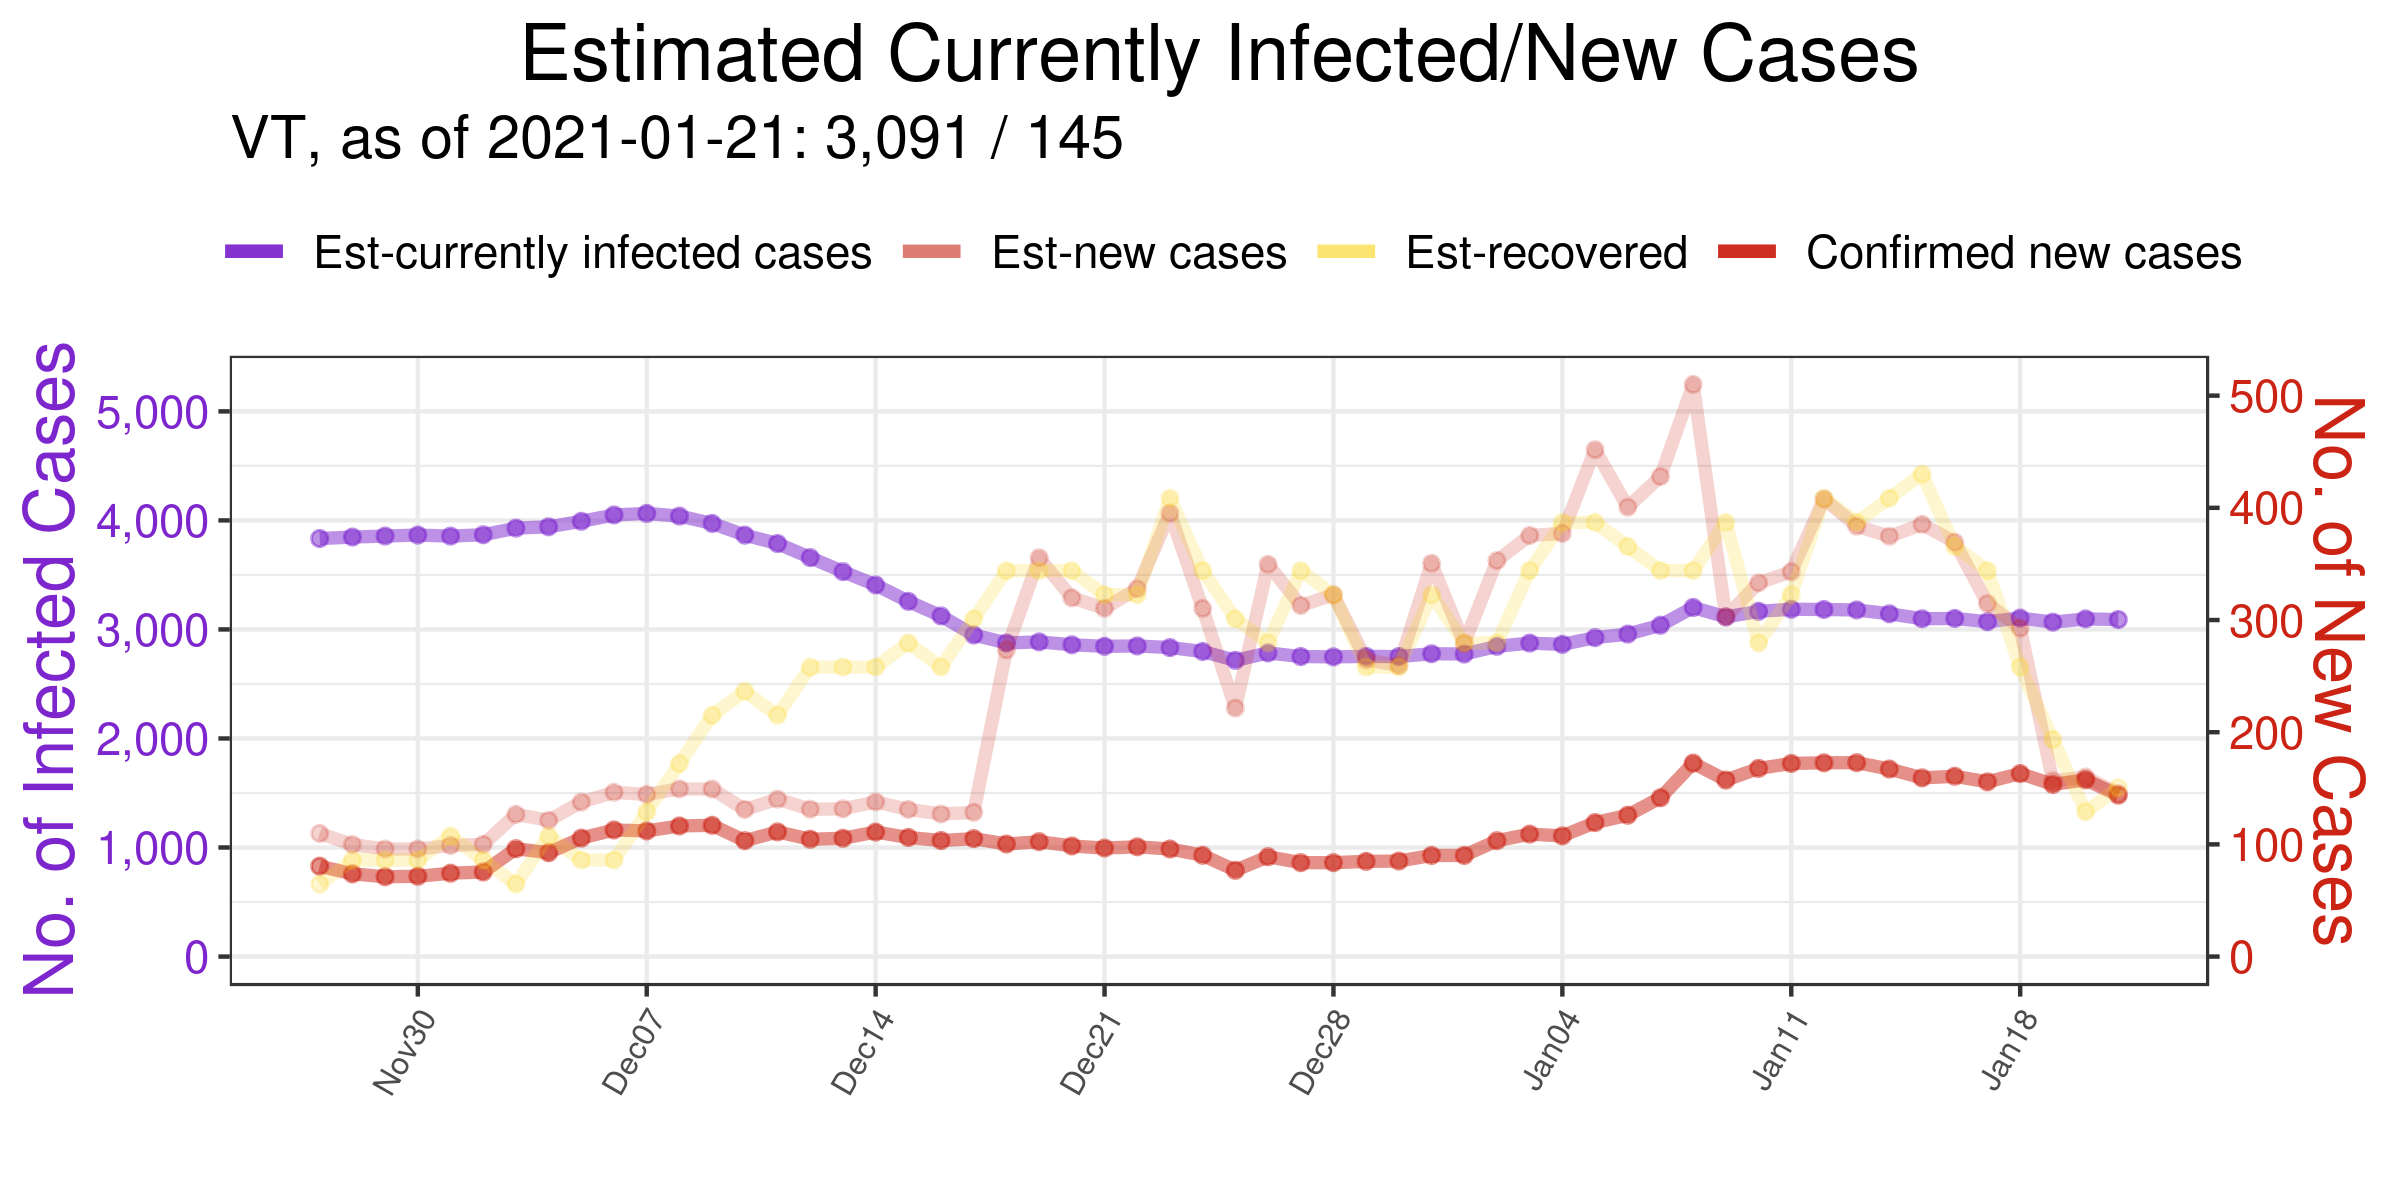 Estimated Currently Infected/New Cases
VT, as of 2021-01-21: 3,091 / 145
Est-currently infected cases
Est-new cases
Est-recovered
Confirmed new cases
No. of Infected Cases
5,000
4,000
3,000
2,000
1,000
0
500
400
300
200
100
0
No. of New Cases
Nov30
Dec07
Dec14
Dec21
Dec28
Jan04
Jan11
Jan18